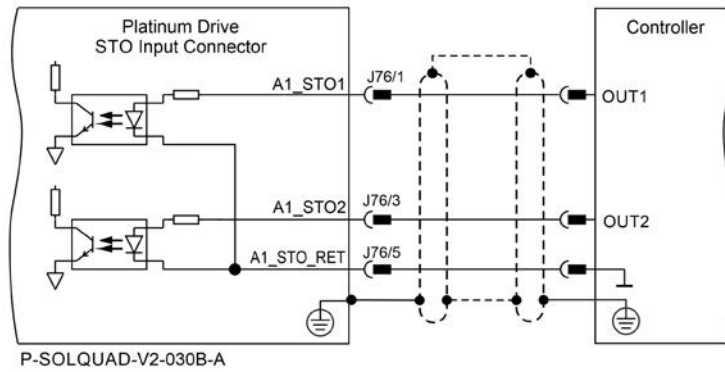 Platinum Drive
STO Input Connector
Controller
A1_STO1
J76/1
OUT1
A1_STO2
J76/3
OUT2
A1_STO_RET
J76/5
P-SOLQUAD-V2-030B-A